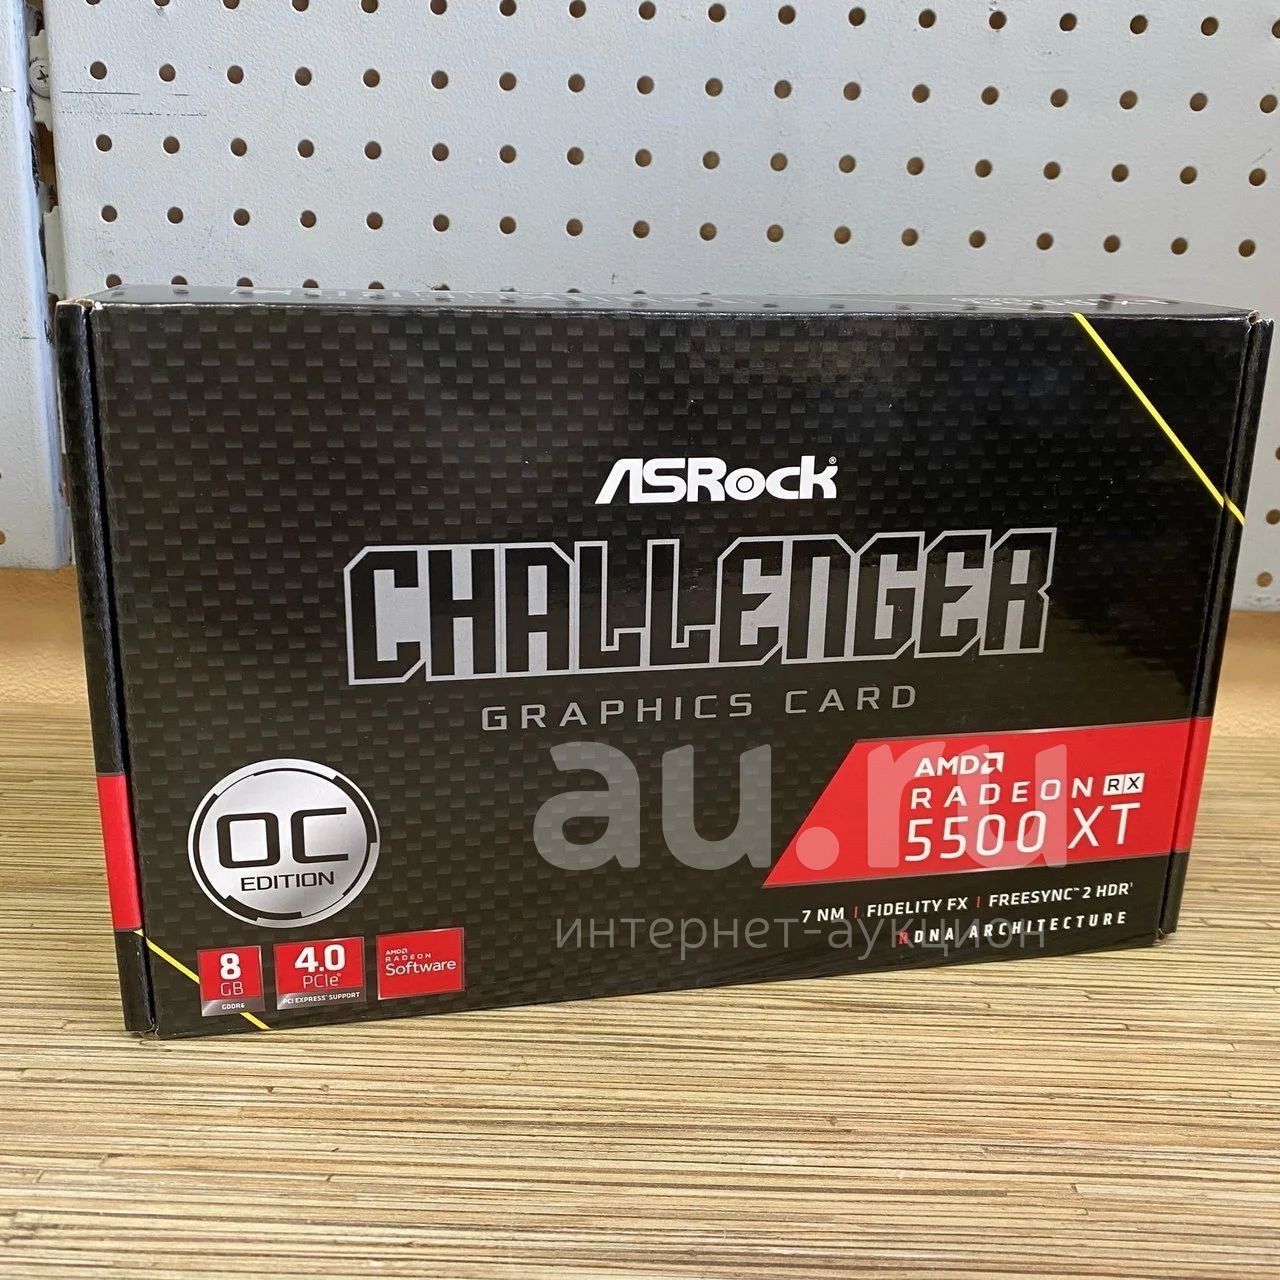 ASRock
CHALLENGER
GRAPHICS CARD
AMD
RADEON RX
5500 XT
7 NM | FIDELITY FX | FREESYNC™ 2 HDR
RDNA ARCHITECTURE
OC
EDITION
8
GB
GDDR6
4.0
PCIe®
PCI EXPRESS® SUPPORT
AMD
RADEON
Software
au.ru
интернет-аукцион